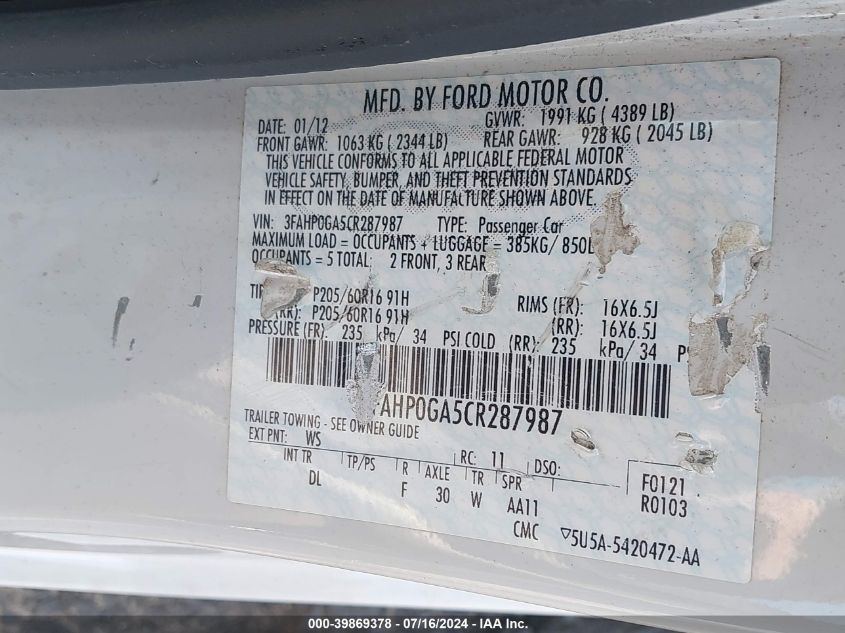 MFD. BY FORD MOTOR CO.
DATE: 01/12 GVWR: 1991 KG ( 4389 LB)
FRONT GAWR: 1063 KG ( 2344 LB) REAR GAWR: 928 KG ( 2045 LB)
THIS VEHICLE CONFORMS TO ALL APPLICABLE FEDERAL MOTOR
VEHICLE SAFETY, BUMPER, AND THEFT PREVENTION STANDARDS
IN EFFECT ON THE DATE OF MANUFACTURE SHOWN ABOVE.
VIN: 3FAHP0GA5CR287987 TYPE: Passenger Car
MAXIMUM LOAD = OCCUPANTS + LUGGAGE = 385KG/ 850L
OCCUPANTS = 5 TOTAL: 2 FRONT, 3 REAR
P205/60R16 91H RIMS (FR): 16X6.5J
(RR): P205/60R16 91H (RR): 16X6.5J
PRESSURE (FR): 235 kPa/ 34 PSI COLD (RR): 235 kPa/ 34
AHP0GA5CR287987
TRAILER TOWING - SEE OWNER GUIDE
EXT PNT: WS RC: 11 DSO:
INT TR TP/PS R AXLE TR SPR F0121
DL F 30 W AA11 R0103
CMC ▽5U5A-5420472-AA
000-39869378 - 07/16/2024 - IAA Inc.